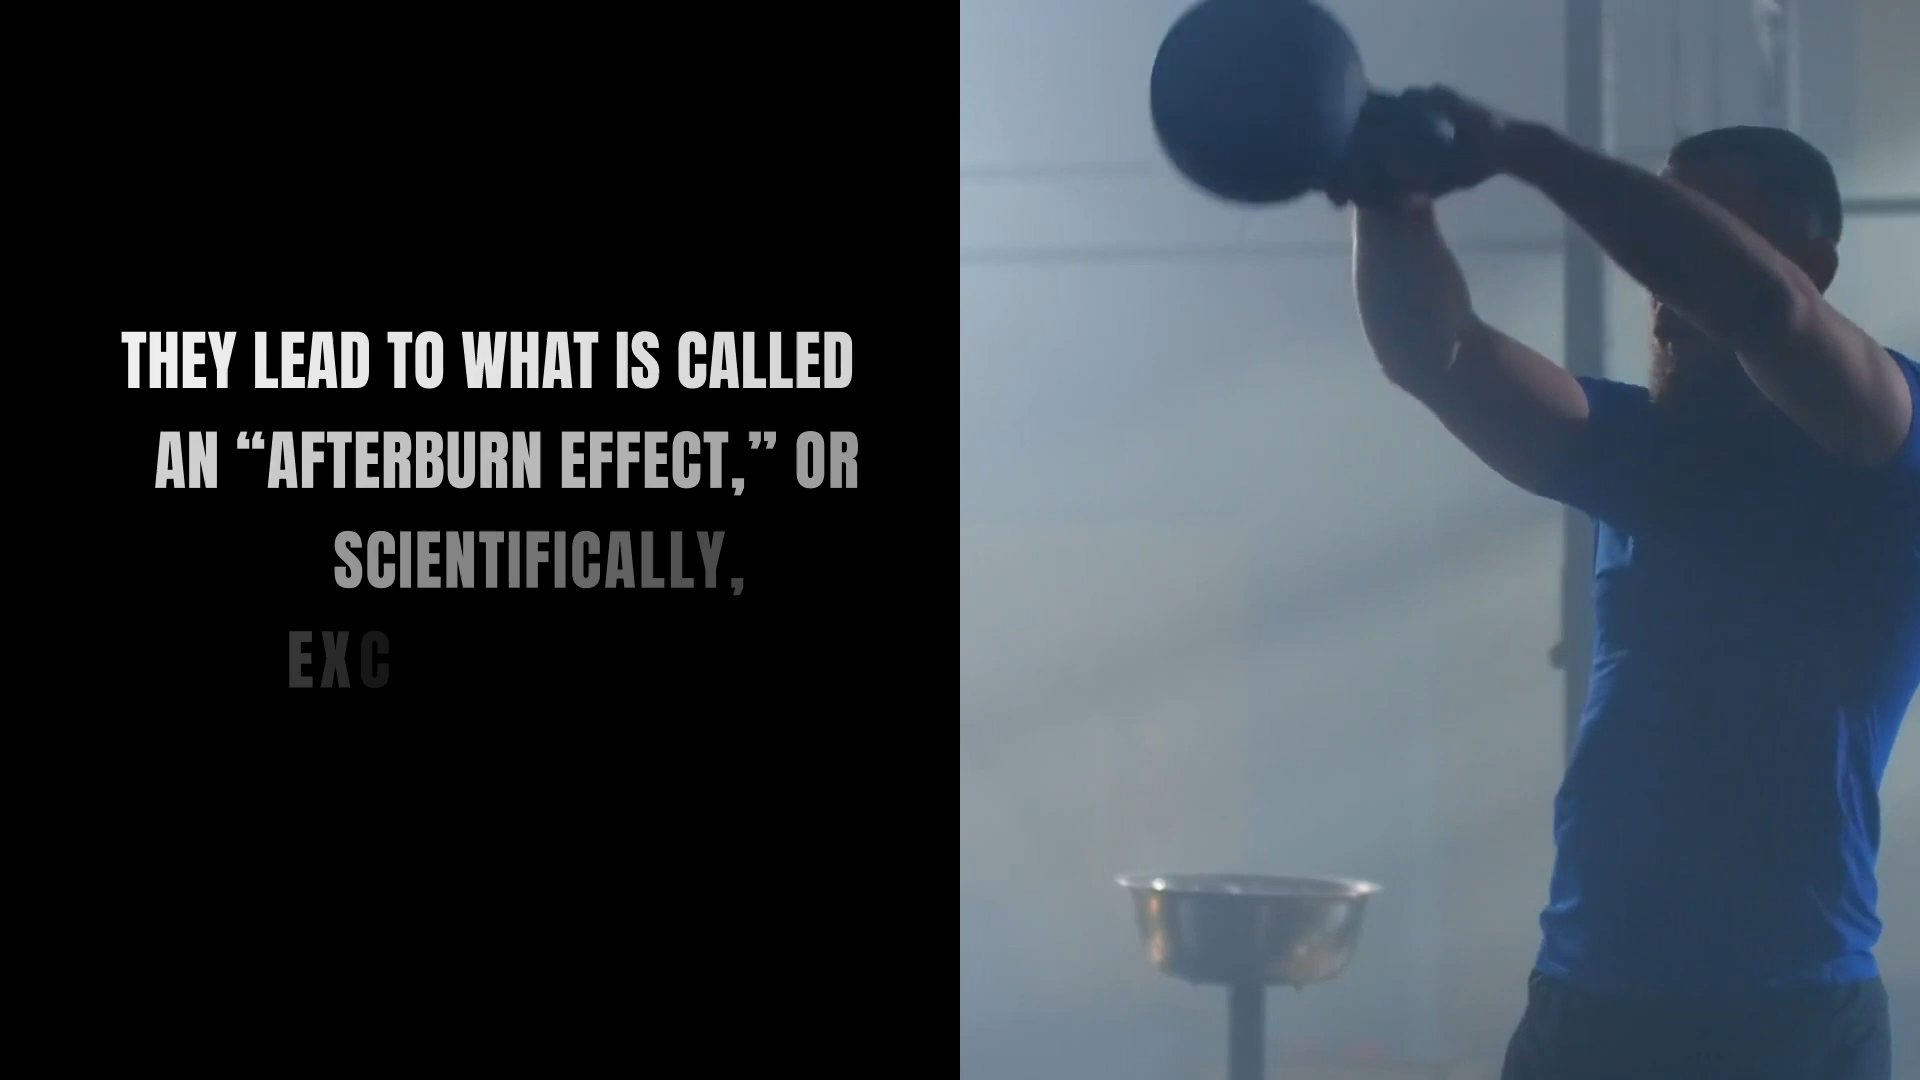 THEY LEAD TO WHAT IS CALLED
AN “AFTERBURN EFFECT,” OR
SCIENTIFICALLY,
EXC